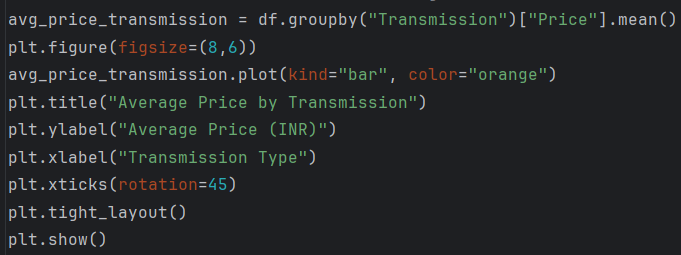 avg_price_transmission = df.groupby("Transmission")["Price"].mean()
plt.figure(figsize=(8,6))
avg_price_transmission.plot(kind="bar", color="orange")
plt.title("Average Price by Transmission")
plt.ylabel("Average Price (INR)")
plt.xlabel("Transmission Type")
plt.xticks(rotation=45)
plt.tight_layout()
plt.show()